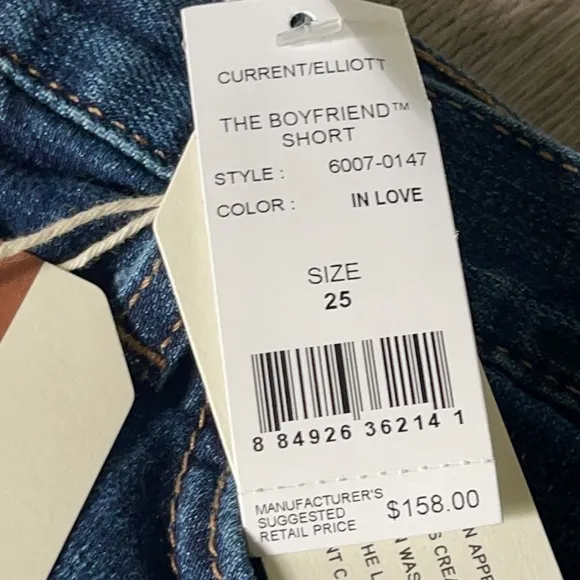 CURRENT/ELLIOTT
THE BOYFRIEND™
SHORT
STYLE : 6007-0147
COLOR : IN LOVE
SIZE
25
8 84926 36214 1
MANUFACTURER'S
SUGGESTED
RETAIL PRICE
$158.00